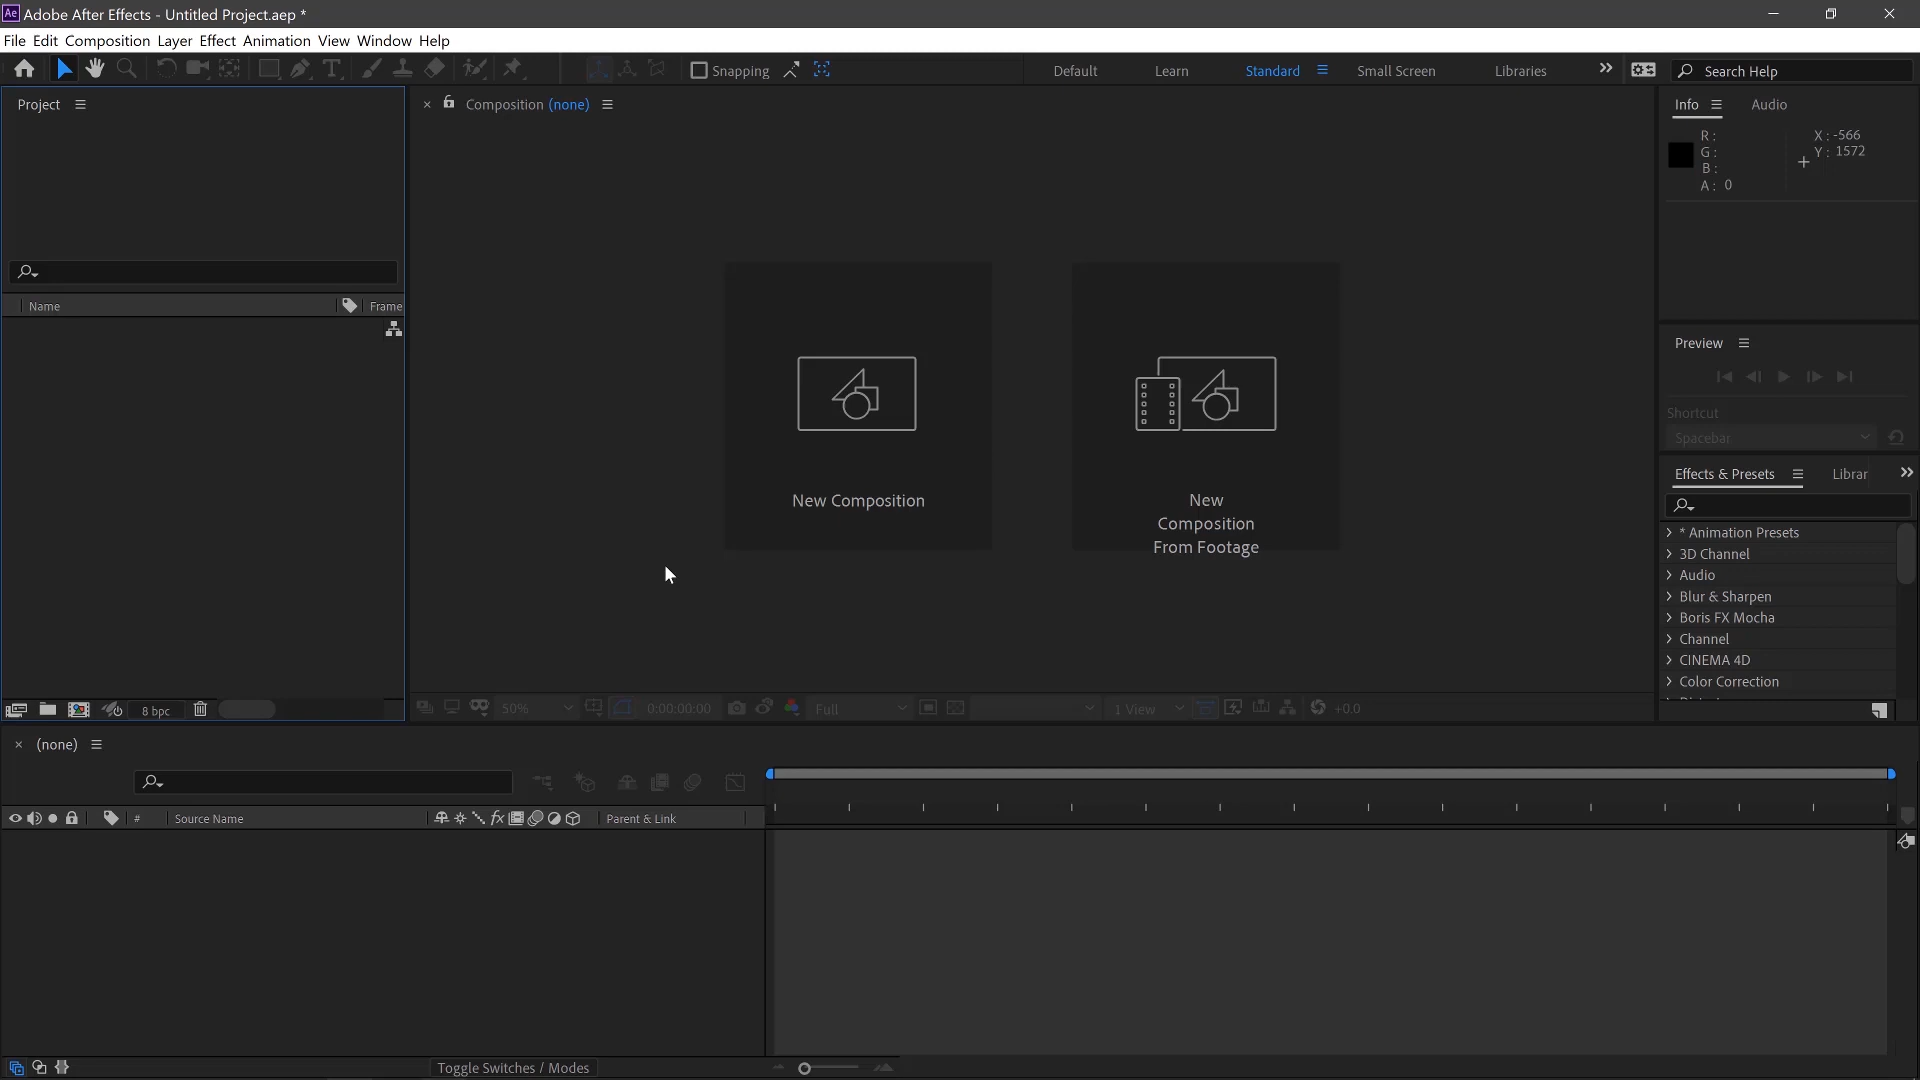 Ae Adobe After Effects - Untitled Project.aep *
File Edit Composition Layer Effect Animation View Window Help
Snapping
Default
Learn
Standard
Small Screen
Libraries
Search Help
Project
Composition (none)
Info
Audio
R :
G :
B :
A : 0
X : -566
Y : 1572
Name
Frame
New Composition
New
Composition
From Footage
Preview
Shortcut
Spacebar
Effects & Presets
Librar
* Animation Presets
3D Channel
Audio
Blur & Sharpen
Boris FX Mocha
Channel
CINEMA 4D
Color Correction
8 bpc
50%
0:00:00:00
Full
1 View
+0.0
(none)
#
Source Name
fx
Parent & Link
Toggle Switches / Modes